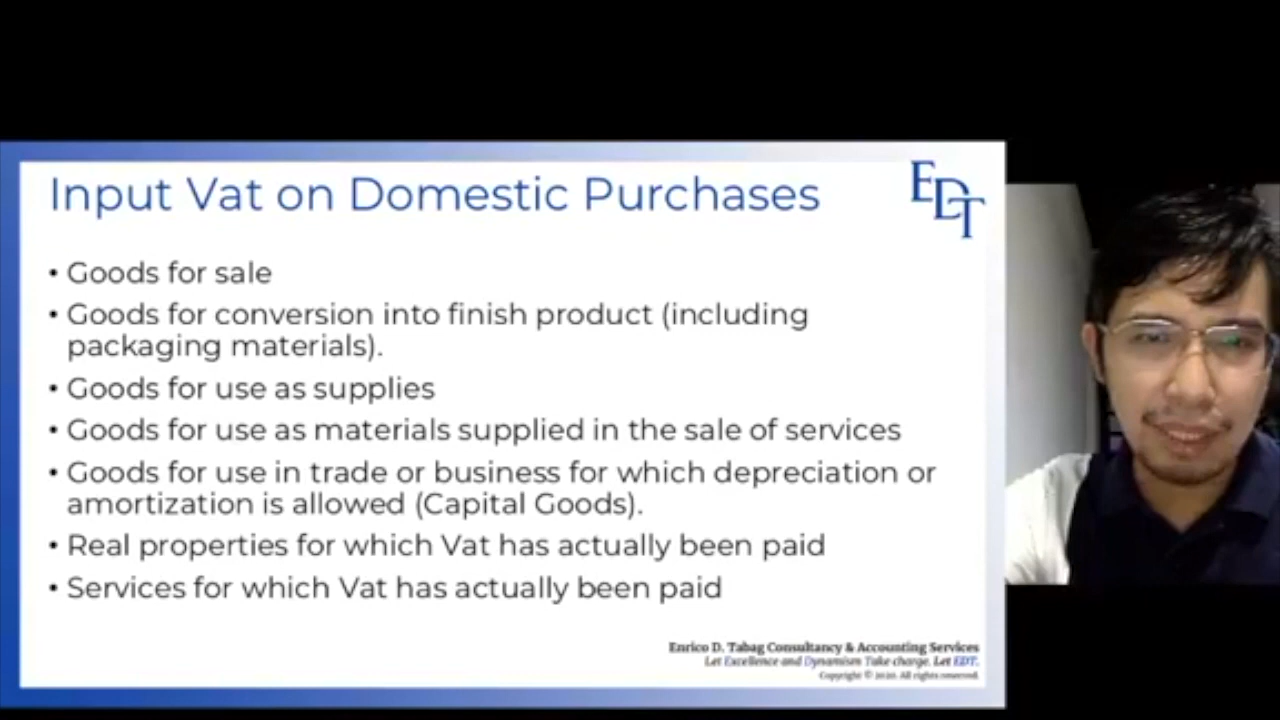 Input Vat on Domestic Purchases
EDT
• Goods for sale
• Goods for conversion into finish product (including
packaging materials).
• Goods for use as supplies
• Goods for use as materials supplied in the sale of services
• Goods for use in trade or business for which depreciation or
amortization is allowed (Capital Goods).
• Real properties for which Vat has actually been paid
• Services for which Vat has actually been paid
Enrico D. Tabag Consultancy & Accounting Services
Let Excellence and Dynamism Take charge. Let EDT.
Copyright © 2020. All rights reserved.